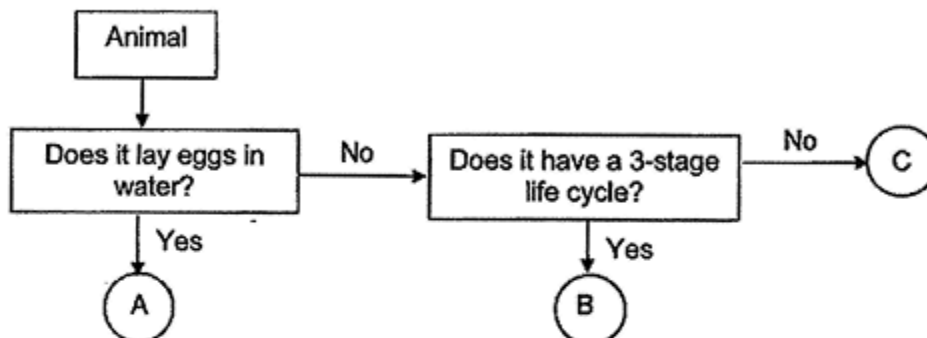 Animal
Does it lay eggs in
water?
No
Does it have a 3-stage
life cycle?
No
C
Yes
Yes
A
B